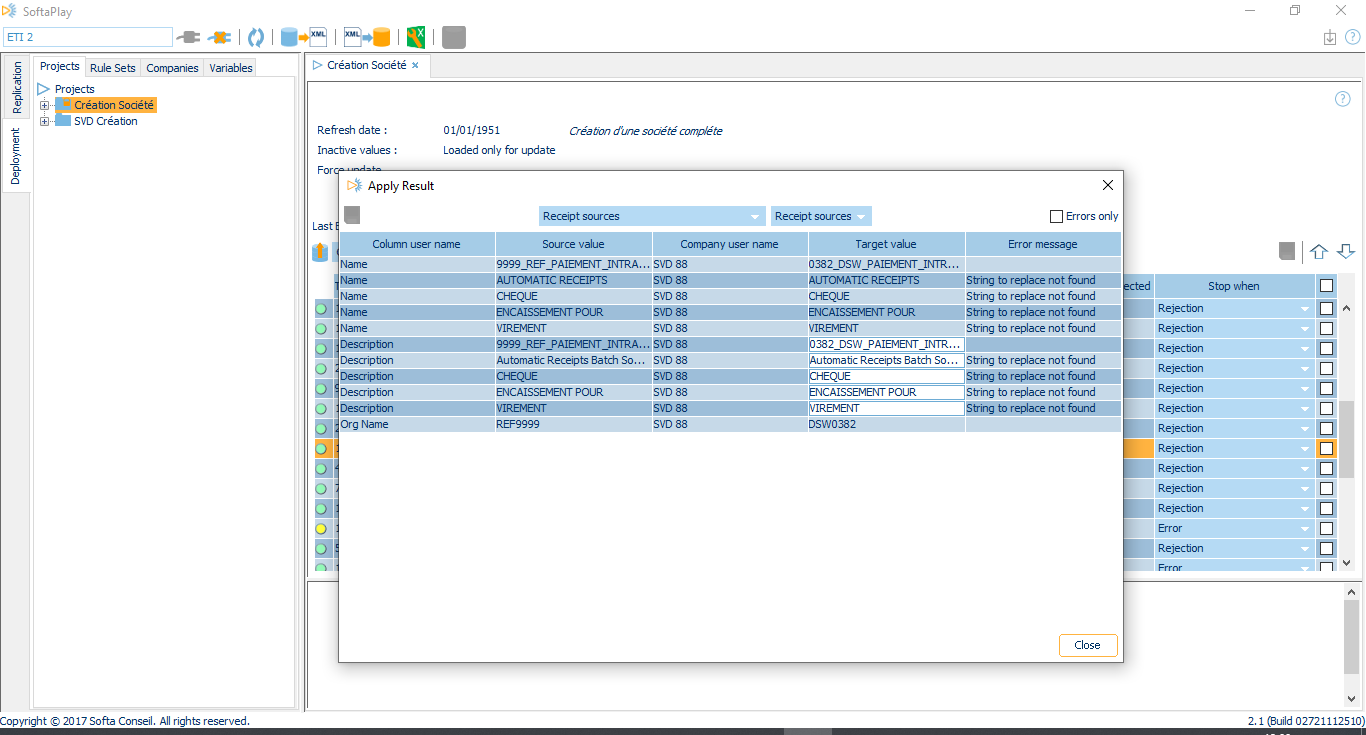 SoftaPlay
ETI 2
XML XML X
Replication
Deployment
Projects Rule Sets Companies Variables
Projects
Création Société
SVD Création
Création Société
Refresh date : 01/01/1951 Création d'une société complète
Inactive values : Loaded only for update
Force update
Last E
Apply Result
Receipt sources Receipt sources Errors only
Column user name Source value Company user name Target value Error message
Name 9999_REF_PAIEMENT_INTRA... SVD 88 0382_DSW_PAIEMENT_INTR...
Name AUTOMATIC RECEIPTS SVD 88 AUTOMATIC RECEIPTS String to replace not found
Name CHEQUE SVD 88 CHEQUE String to replace not found
Name ENCAISSEMENT POUR SVD 88 ENCAISSEMENT POUR String to replace not found
Name VIREMENT SVD 88 VIREMENT String to replace not found
Description 9999_REF_PAIEMENT_INTRA... SVD 88 0382_DSW_PAIEMENT_INTR...
Description Automatic Receipts Batch So... SVD 88 Automatic Receipts Batch So... String to replace not found
Description CHEQUE SVD 88 CHEQUE String to replace not found
Description ENCAISSEMENT POUR SVD 88 ENCAISSEMENT POUR String to replace not found
Description VIREMENT SVD 88 VIREMENT String to replace not found
Org Name REF9999 SVD 88 DSW0382
Close
ected Stop when
Rejection
Rejection
Rejection
Rejection
Rejection
Rejection
Rejection
Rejection
Rejection
Rejection
Rejection
Error
Rejection
Error
Copyright © 2017 Softa Conseil. All rights reserved.
2.1 (Build 02721112510)